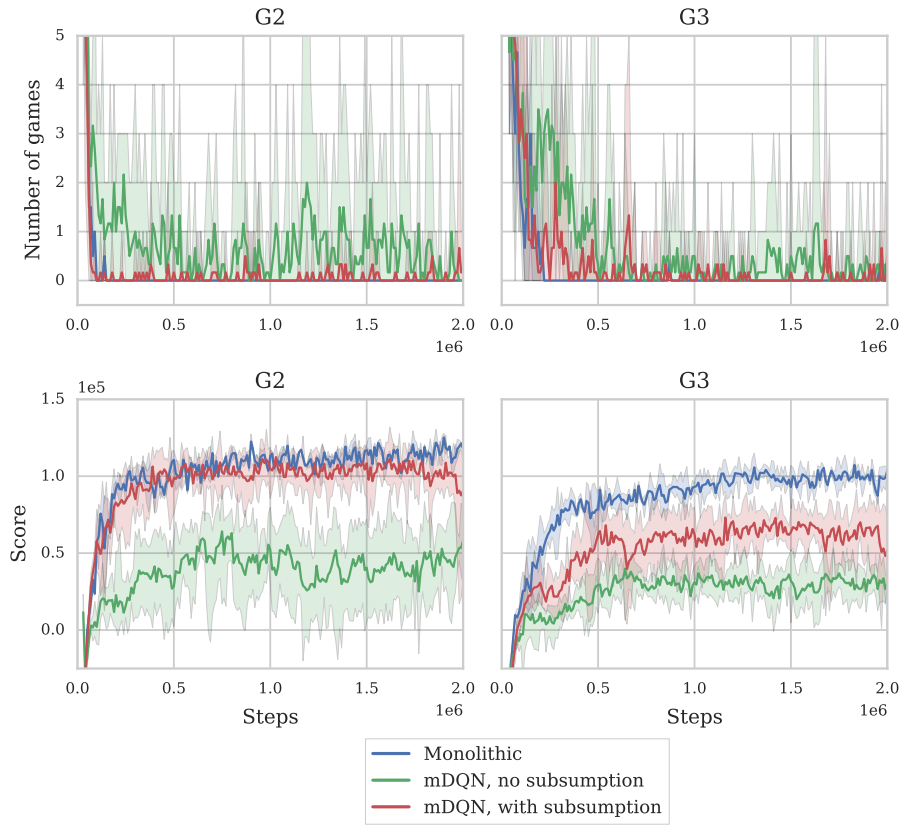 G2
G3
Number of games
5
4
3
2
1
0
0.0 0.5 1.0 1.5 2.0
1e6
0.0 0.5 1.0 1.5 2.0
1e6
G2
G3
1e5
Score
1.5
1.0
0.5
0.0
0.0 0.5 1.0 1.5 2.0
Steps
1e6
0.0 0.5 1.0 1.5 2.0
Steps
1e6
Monolithic
mDQN, no subsumption
mDQN, with subsumption